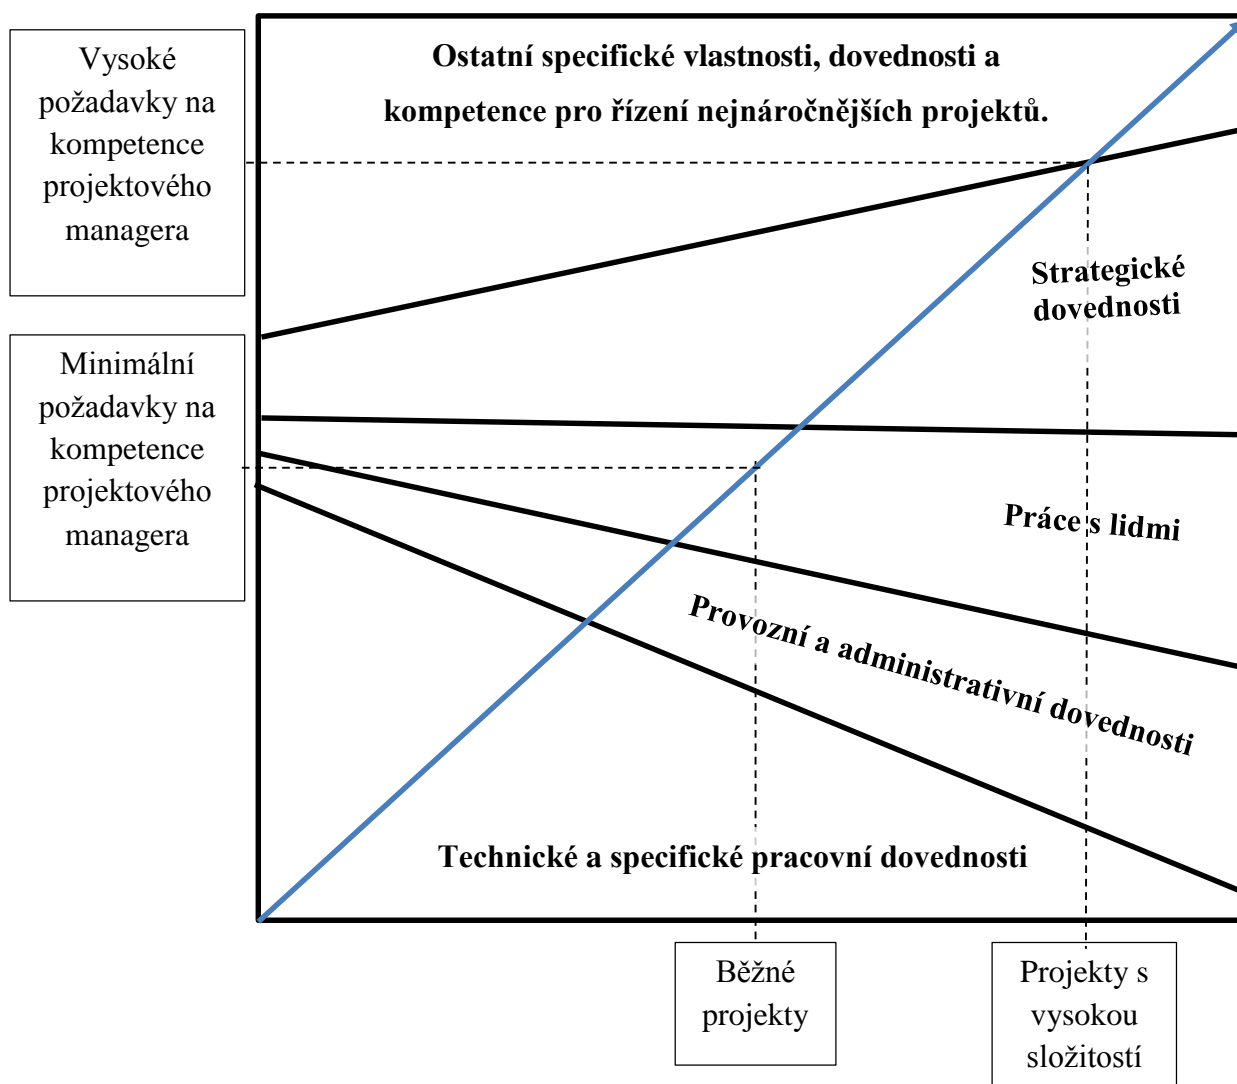 Vysoké
požadavky na
kompetence
projektového
managera
Ostatní specifické vlastnosti, dovednosti a
kompetence pro řízení nejnáročnějších projektů.
Strategické
dovednosti
Minimální
požadavky na
kompetence
projektového
managera
Práce s lidmi
Provozní a administrativní dovednosti
Technické a specifické pracovní dovednosti
Běžné
projekty
Projekty s
vysokou
složitostí